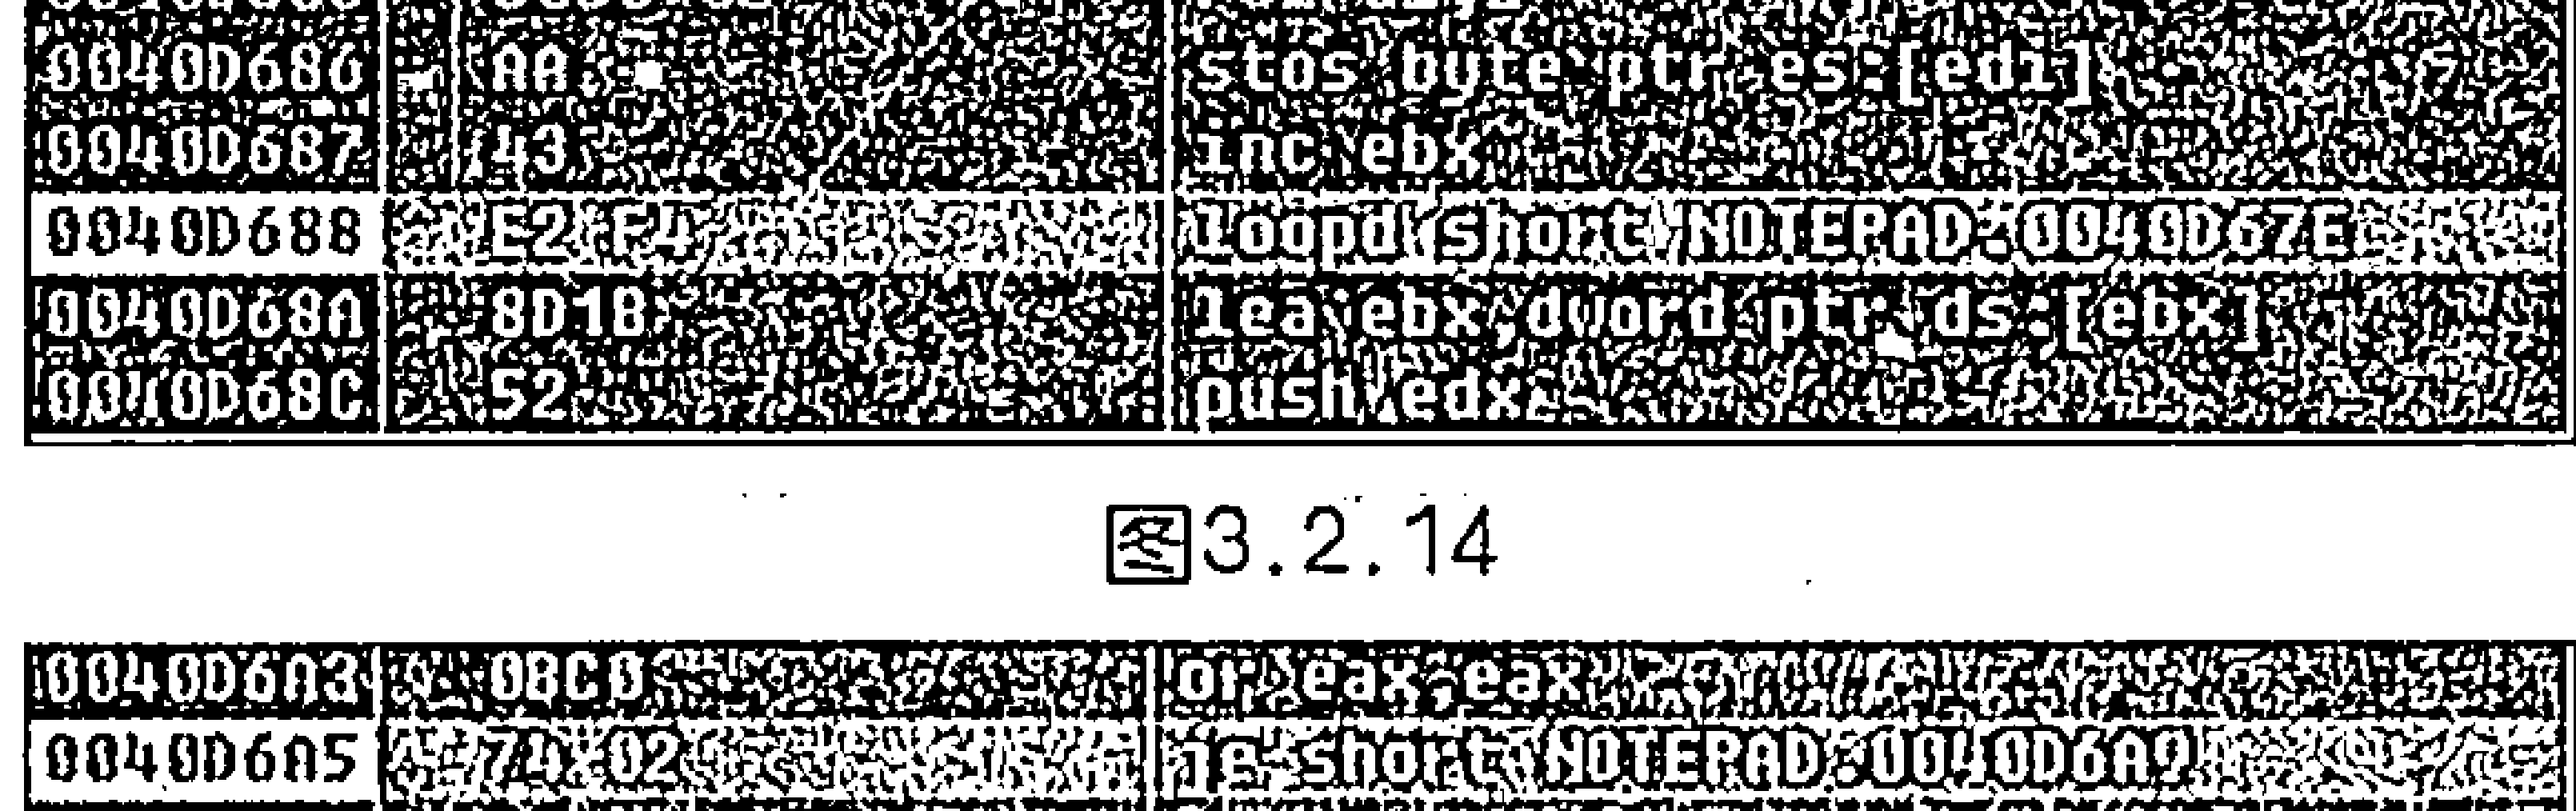 0040D686 AA stos byte ptr es:[edi]
0040D687 43 inc ebx
0040D688 E2 F4 loopd short NOTEPAD.0040D67E
0040D68A 8D1B lea ebx,dword ptr ds:[ebx]
0040D68C 52 push edx
图3.2.14
0040D6A3 0BC0 or eax,eax
0040D6A5 74 02 je short NOTEPAD.0040D6A9